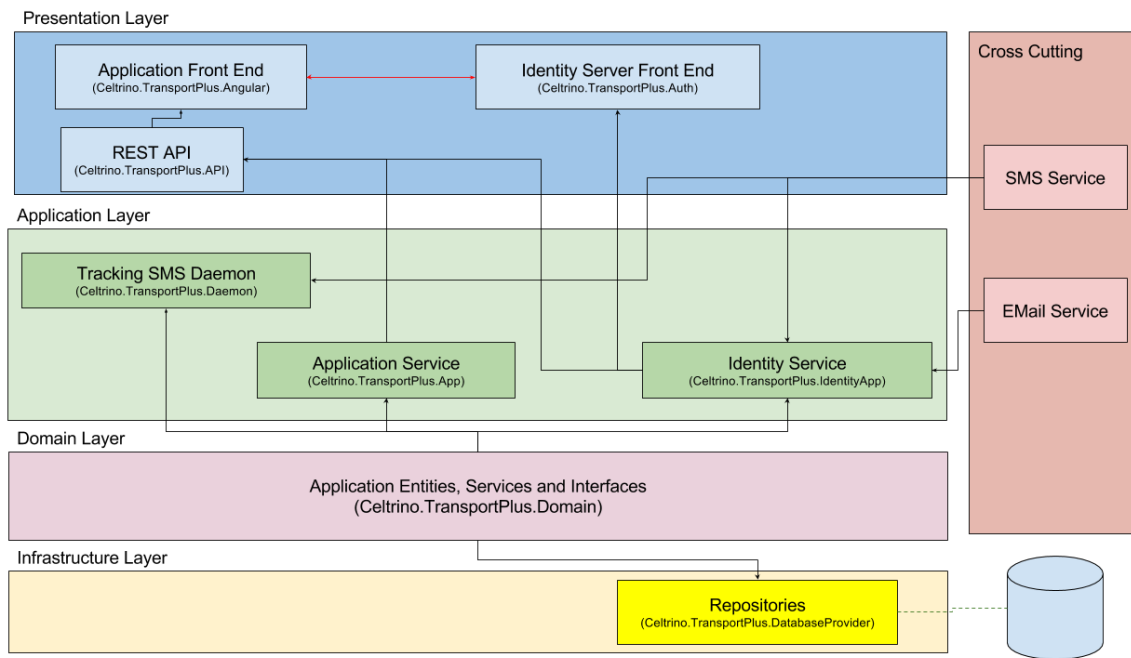 Presentation Layer
Application Front End
(Celtrino.TransportPlus.Angular)
Identity Server Front End
(Celtrino.TransportPlus.Auth)
REST API
(Celtrino.TransportPlus.API)
Cross Cutting
SMS Service
EMail Service
Application Layer
Tracking SMS Daemon
(Celtrino.TransportPlus.Daemon)
Application Service
(Celtrino.TransportPlus.App)
Identity Service
(Celtrino.TransportPlus.IdentityApp)
Domain Layer
Application Entities, Services and Interfaces
(Celtrino.TransportPlus.Domain)
Infrastructure Layer
Repositories
(Celtrino.TransportPlus.DatabaseProvider)